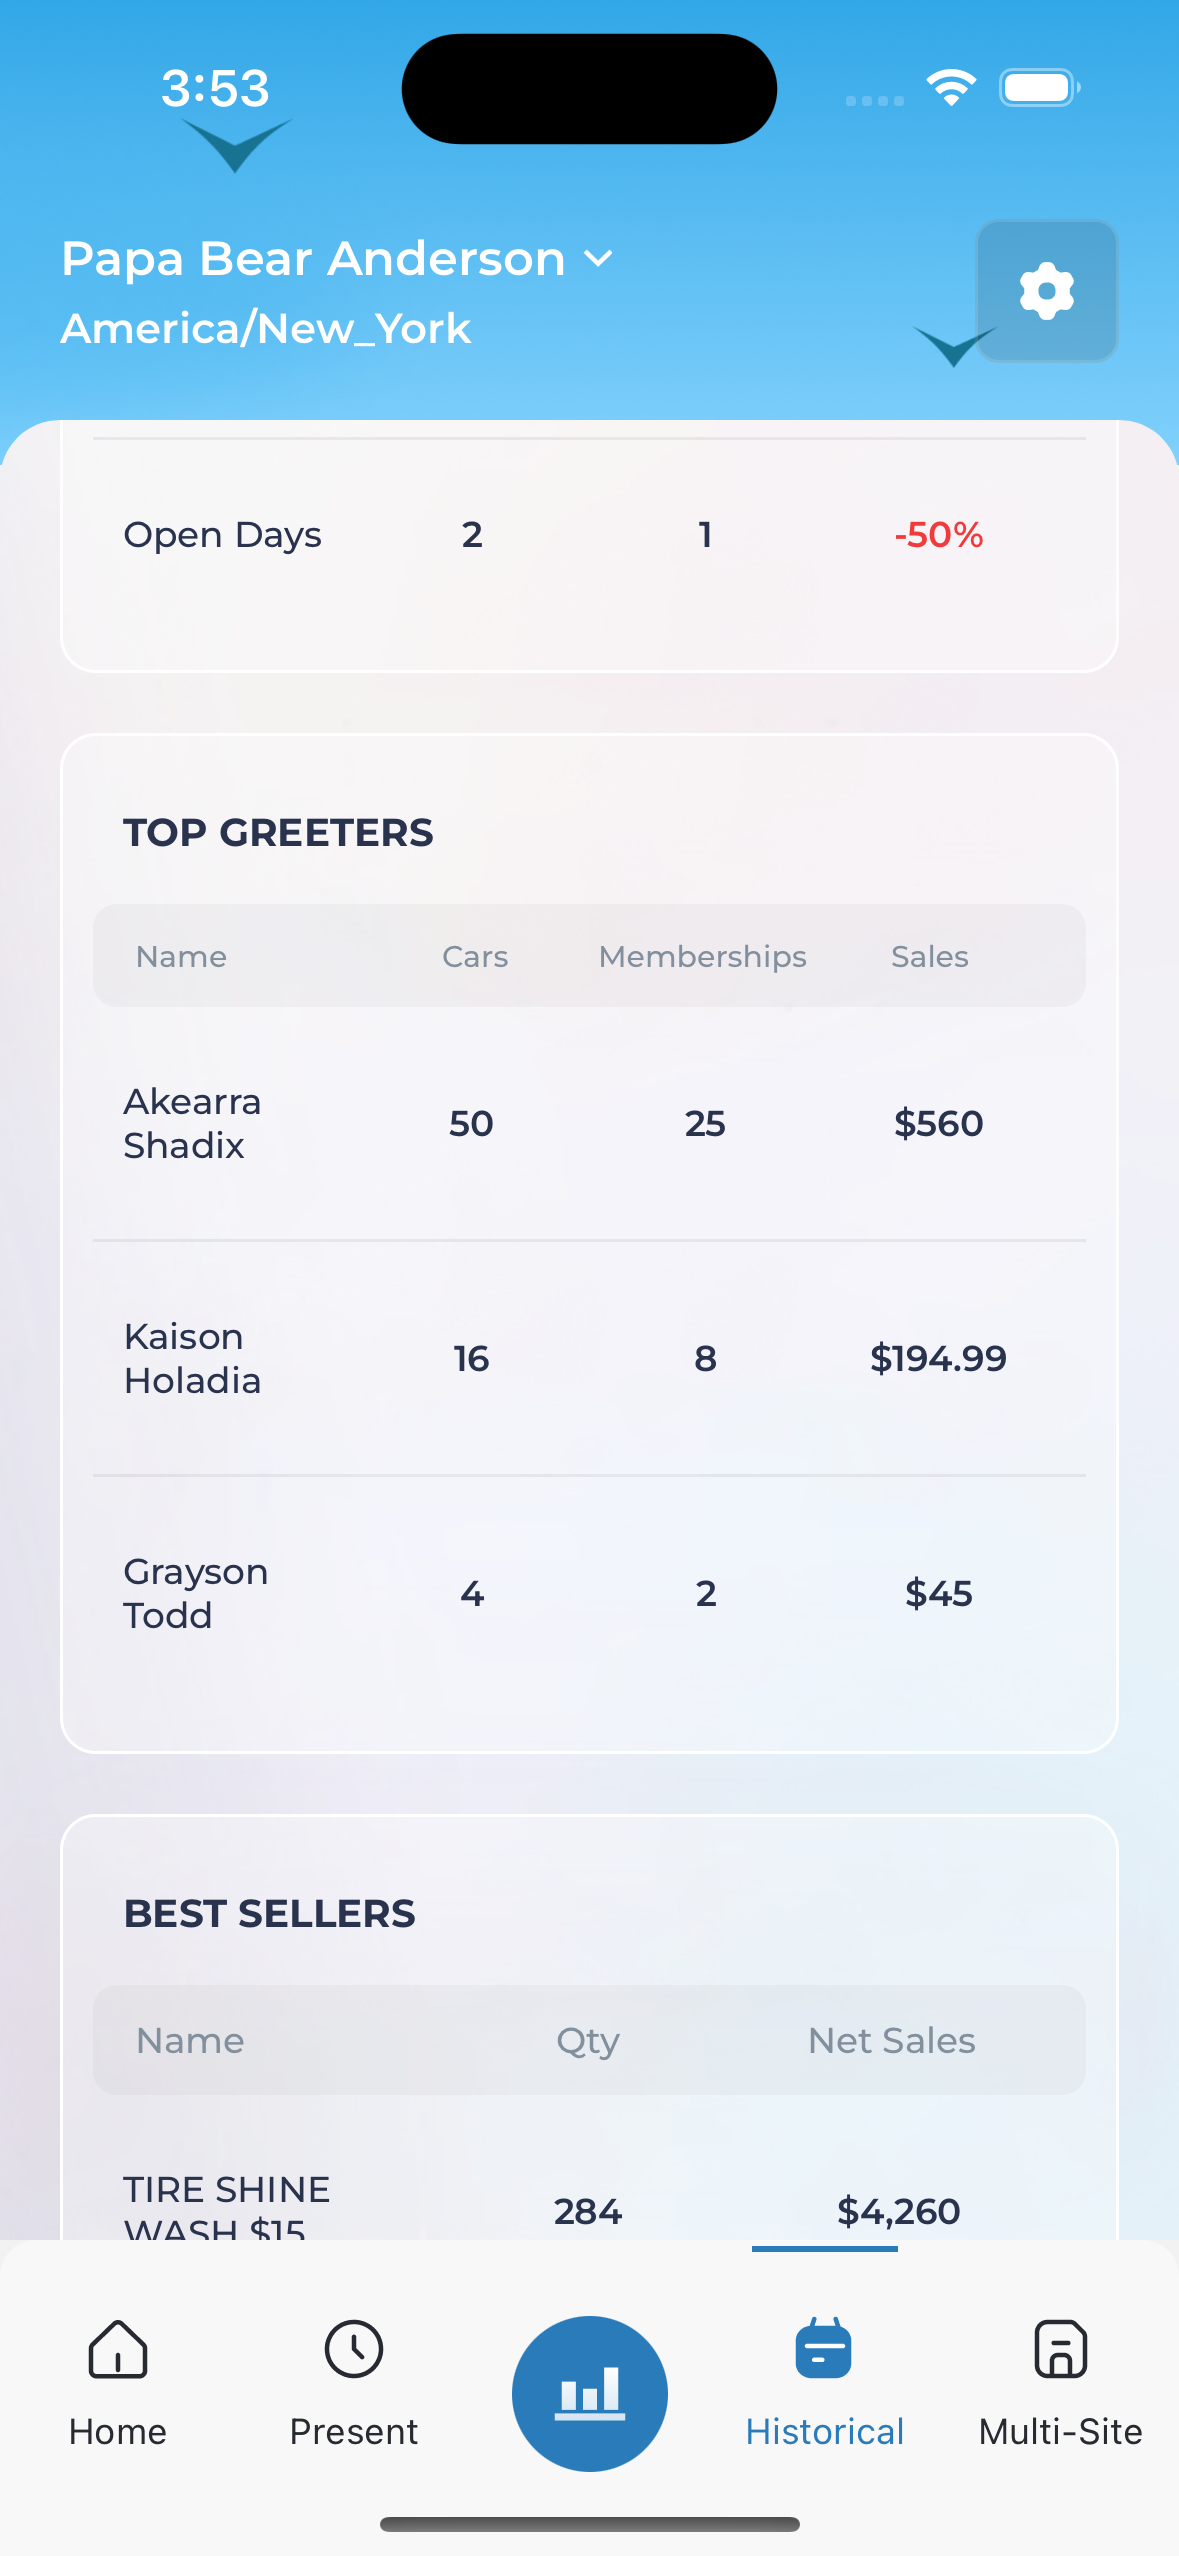 3:53
Papa Bear Anderson
America/New_York
Open Days 2 1 -50%
TOP GREETERS
Name Cars Memberships Sales
Akearra
Shadix 50 25 $560
Kaison
Holadia 16 8 $194.99
Grayson
Todd 4 2 $45
BEST SELLERS
Name Qty Net Sales
TIRE SHINE
WASH $15 284 $4,260
Home Present Historical Multi-Site